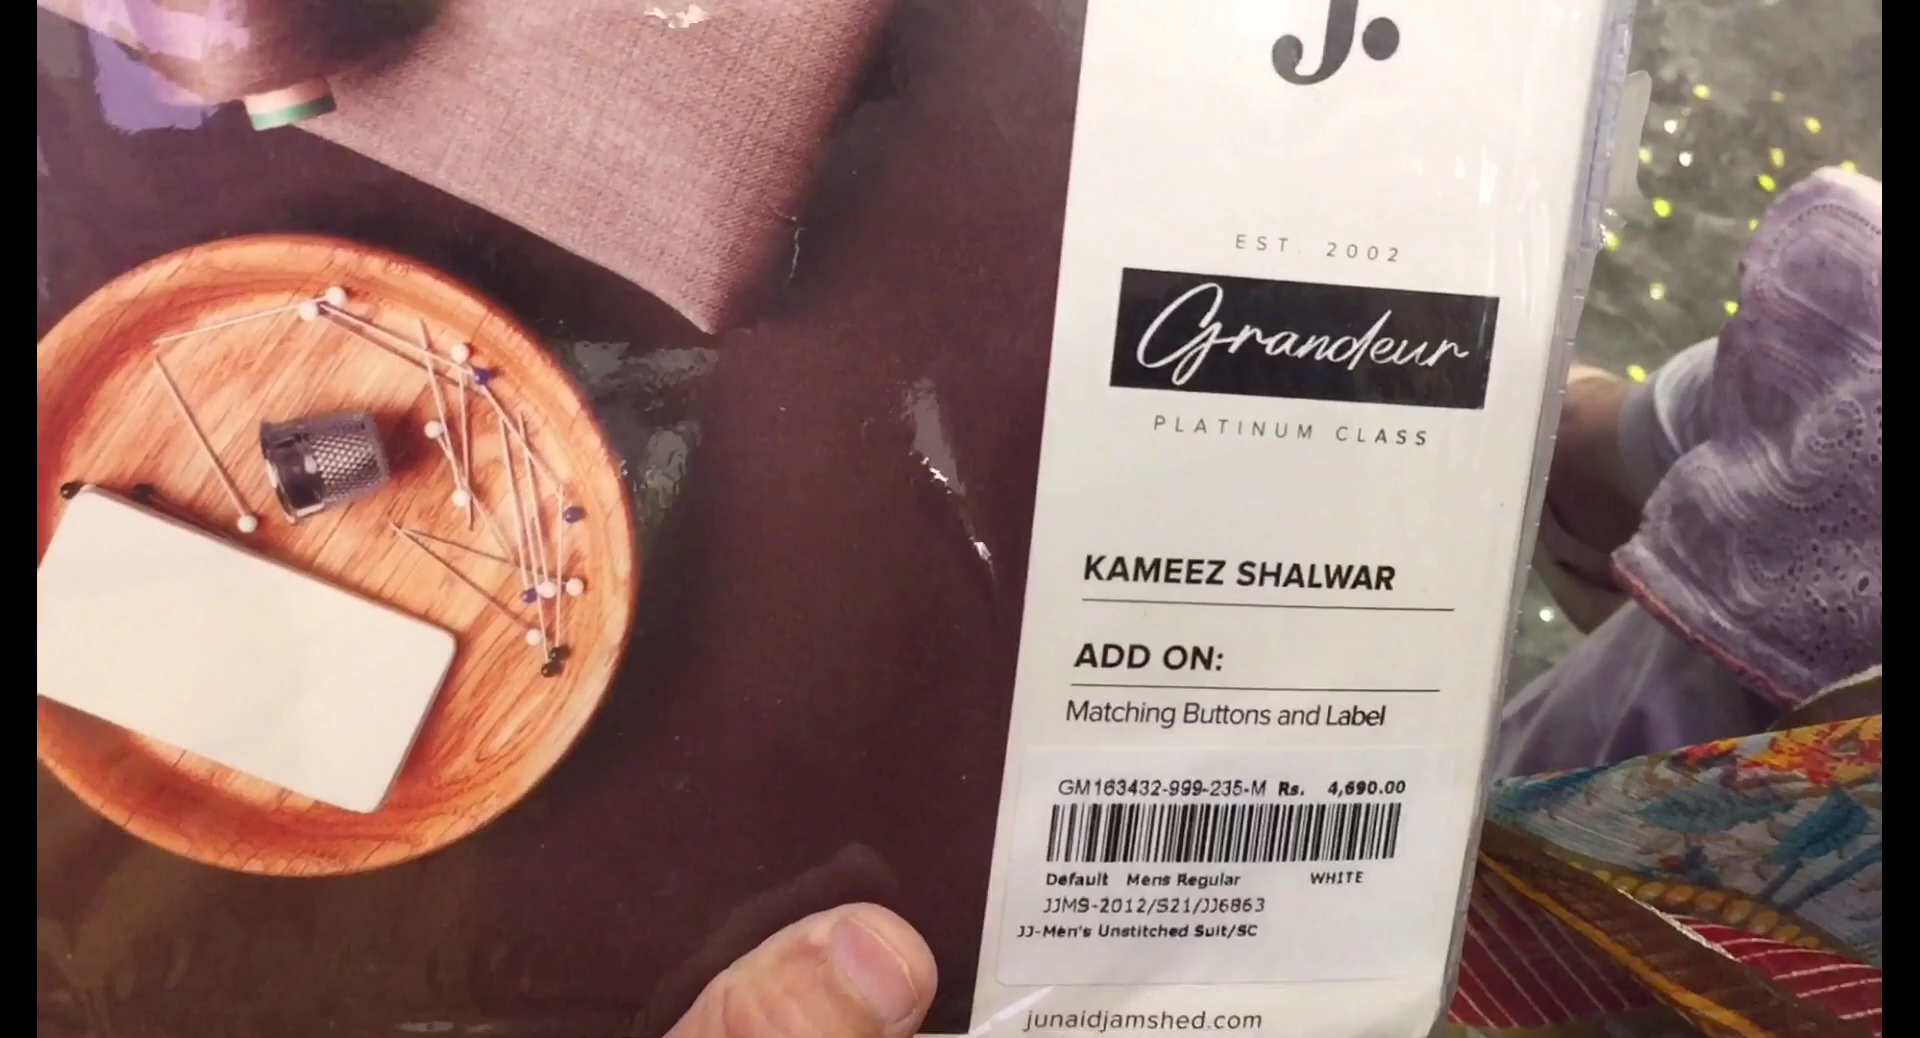 J.
EST. 2002
Grandeur
PLATINUM CLASS
KAMEEZ SHALWAR
ADD ON:
Matching Buttons and Label
GM163432-999-235-M Rs. 4,690.00
Default Mens Regular WHITE
JJMS-2012/S21/JJ6863
JJ-Men's Unstitched Suit/SC
junaidjamshed.com